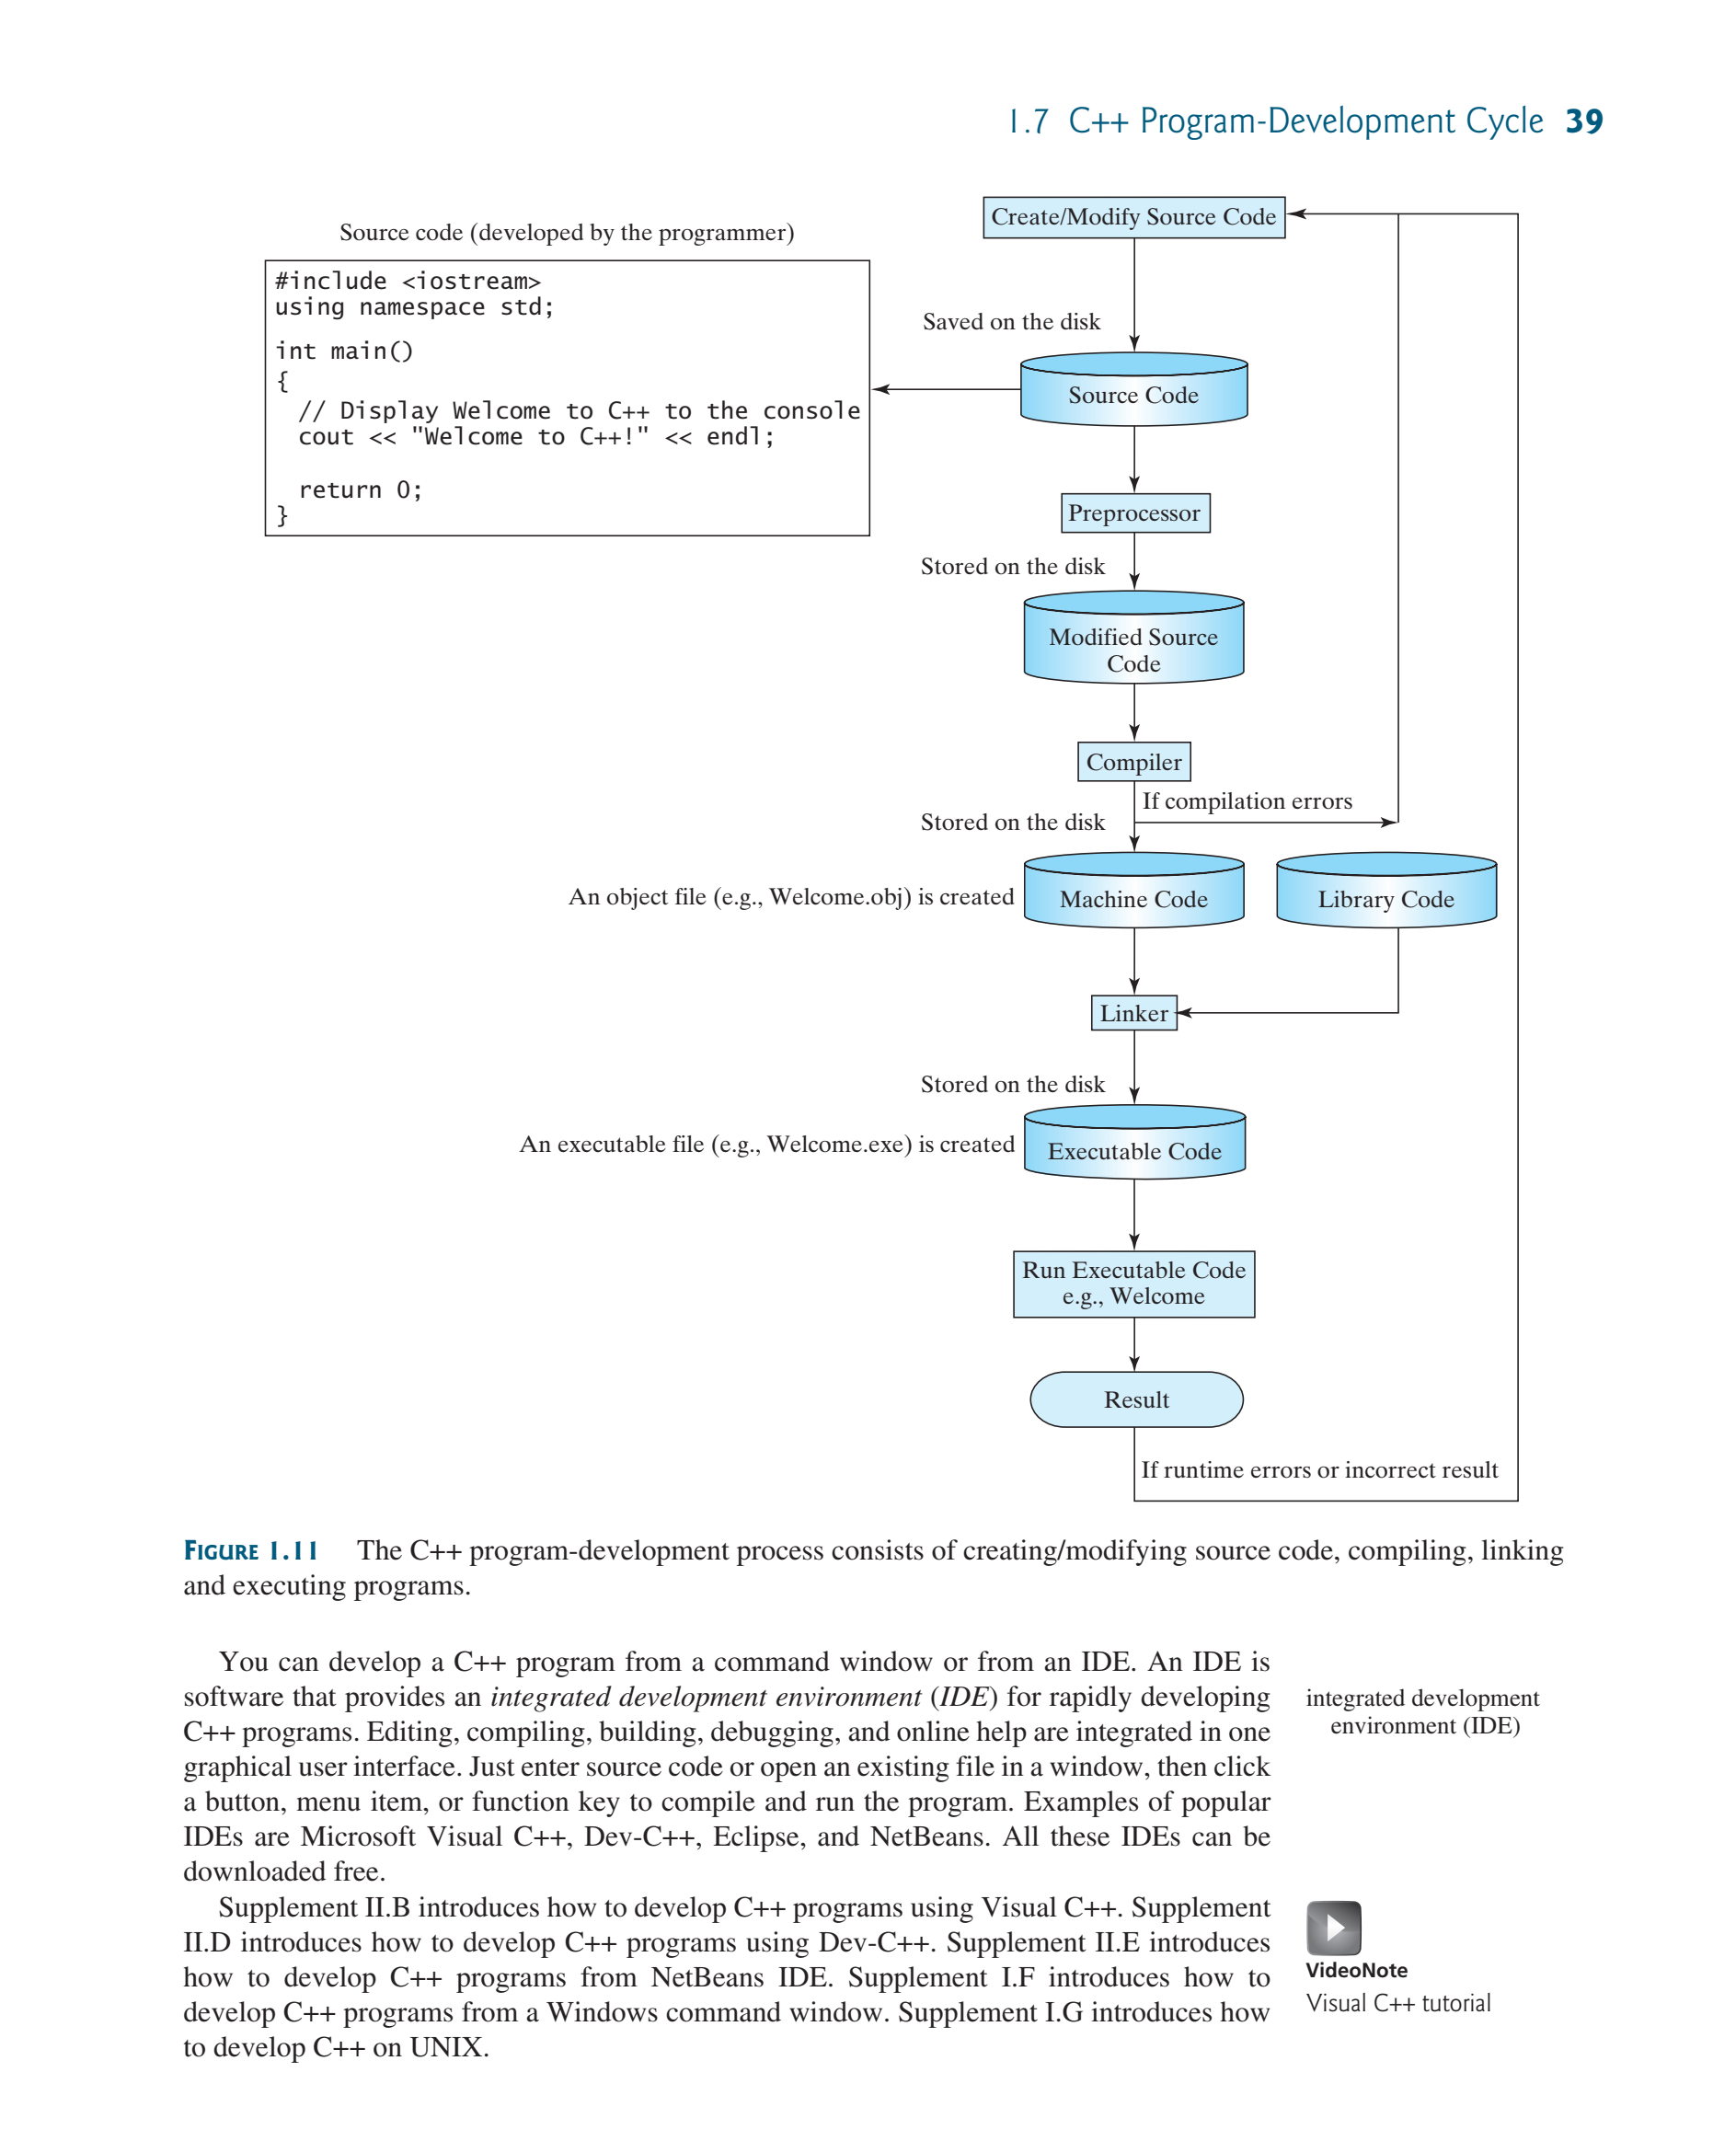 1.7 C++ Program-Development Cycle 39
Create/Modify Source Code
Source code (developed by the programmer)
#include <iostream>
using namespace std;
int main()
{
// Display Welcome to C++ to the console
cout << "Welcome to C++!" << endl;
return 0;
}
Saved on the disk
Source Code
Preprocessor
Stored on the disk
Modified Source
Code
Compiler
If compilation errors
Stored on the disk
An object file (e.g., Welcome.obj) is created
Machine Code
Library Code
Linker
Stored on the disk
An executable file (e.g., Welcome.exe) is created
Executable Code
Run Executable Code
e.g., Welcome
Result
If runtime errors or incorrect result
FIGURE 1.11 The C++ program-development process consists of creating/modifying source code, compiling, linking
and executing programs.
You can develop a C++ program from a command window or from an IDE. An IDE is
software that provides an integrated development environment (IDE) for rapidly developing
C++ programs. Editing, compiling, building, debugging, and online help are integrated in one
graphical user interface. Just enter source code or open an existing file in a window, then click
a button, menu item, or function key to compile and run the program. Examples of popular
IDEs are Microsoft Visual C++, Dev-C++, Eclipse, and NetBeans. All these IDEs can be
downloaded free.
integrated development
environment (IDE)
Supplement II.B introduces how to develop C++ programs using Visual C++. Supplement
II.D introduces how to develop C++ programs using Dev-C++. Supplement II.E introduces
how to develop C++ programs from NetBeans IDE. Supplement I.F introduces how to
develop C++ programs from a Windows command window. Supplement I.G introduces how
to develop C++ on UNIX.
VideoNote
Visual C++ tutorial